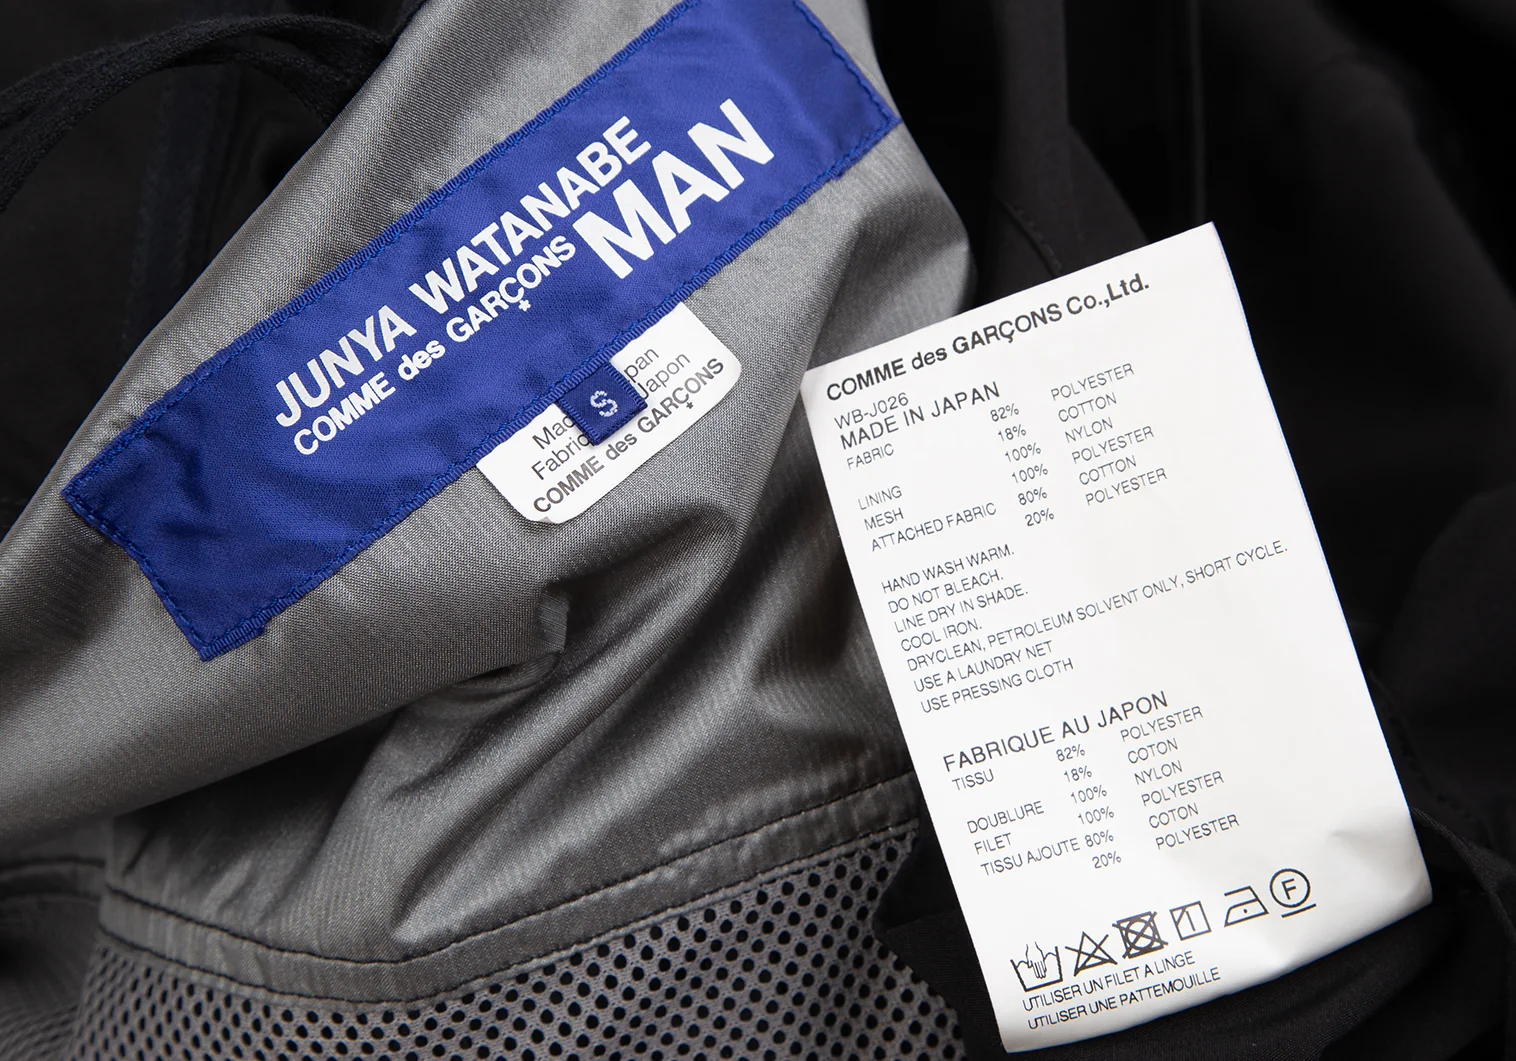 JUNYA WATANABE
COMME des GARÇONS MAN
S
pan
Fabric Japon
COMME des GARÇONS
COMME des GARÇONS Co.,Ltd.
WB-J026
MADE IN JAPAN
FABRIC 82% POLYESTER
18% COTTON
LINING 100% NYLON
MESH 100% POLYESTER
ATTACHED FABRIC 80% COTTON
20% POLYESTER
HAND WASH WARM.
DO NOT BLEACH.
LINE DRY IN SHADE.
COOL IRON.
DRYCLEAN, PETROLEUM SOLVENT ONLY, SHORT CYCLE.
USE A LAUNDRY NET
USE PRESSING CLOTH
FABRIQUE AU JAPON
TISSU 82% POLYESTER
18% COTON
DOUBLURE 100% NYLON
FILET 100% POLYESTER
TISSU AJOUTE 80% COTON
20% POLYESTER
F
UTILISER UN FILET A LINGE
UTILISER UNE PATTEMOUILLE